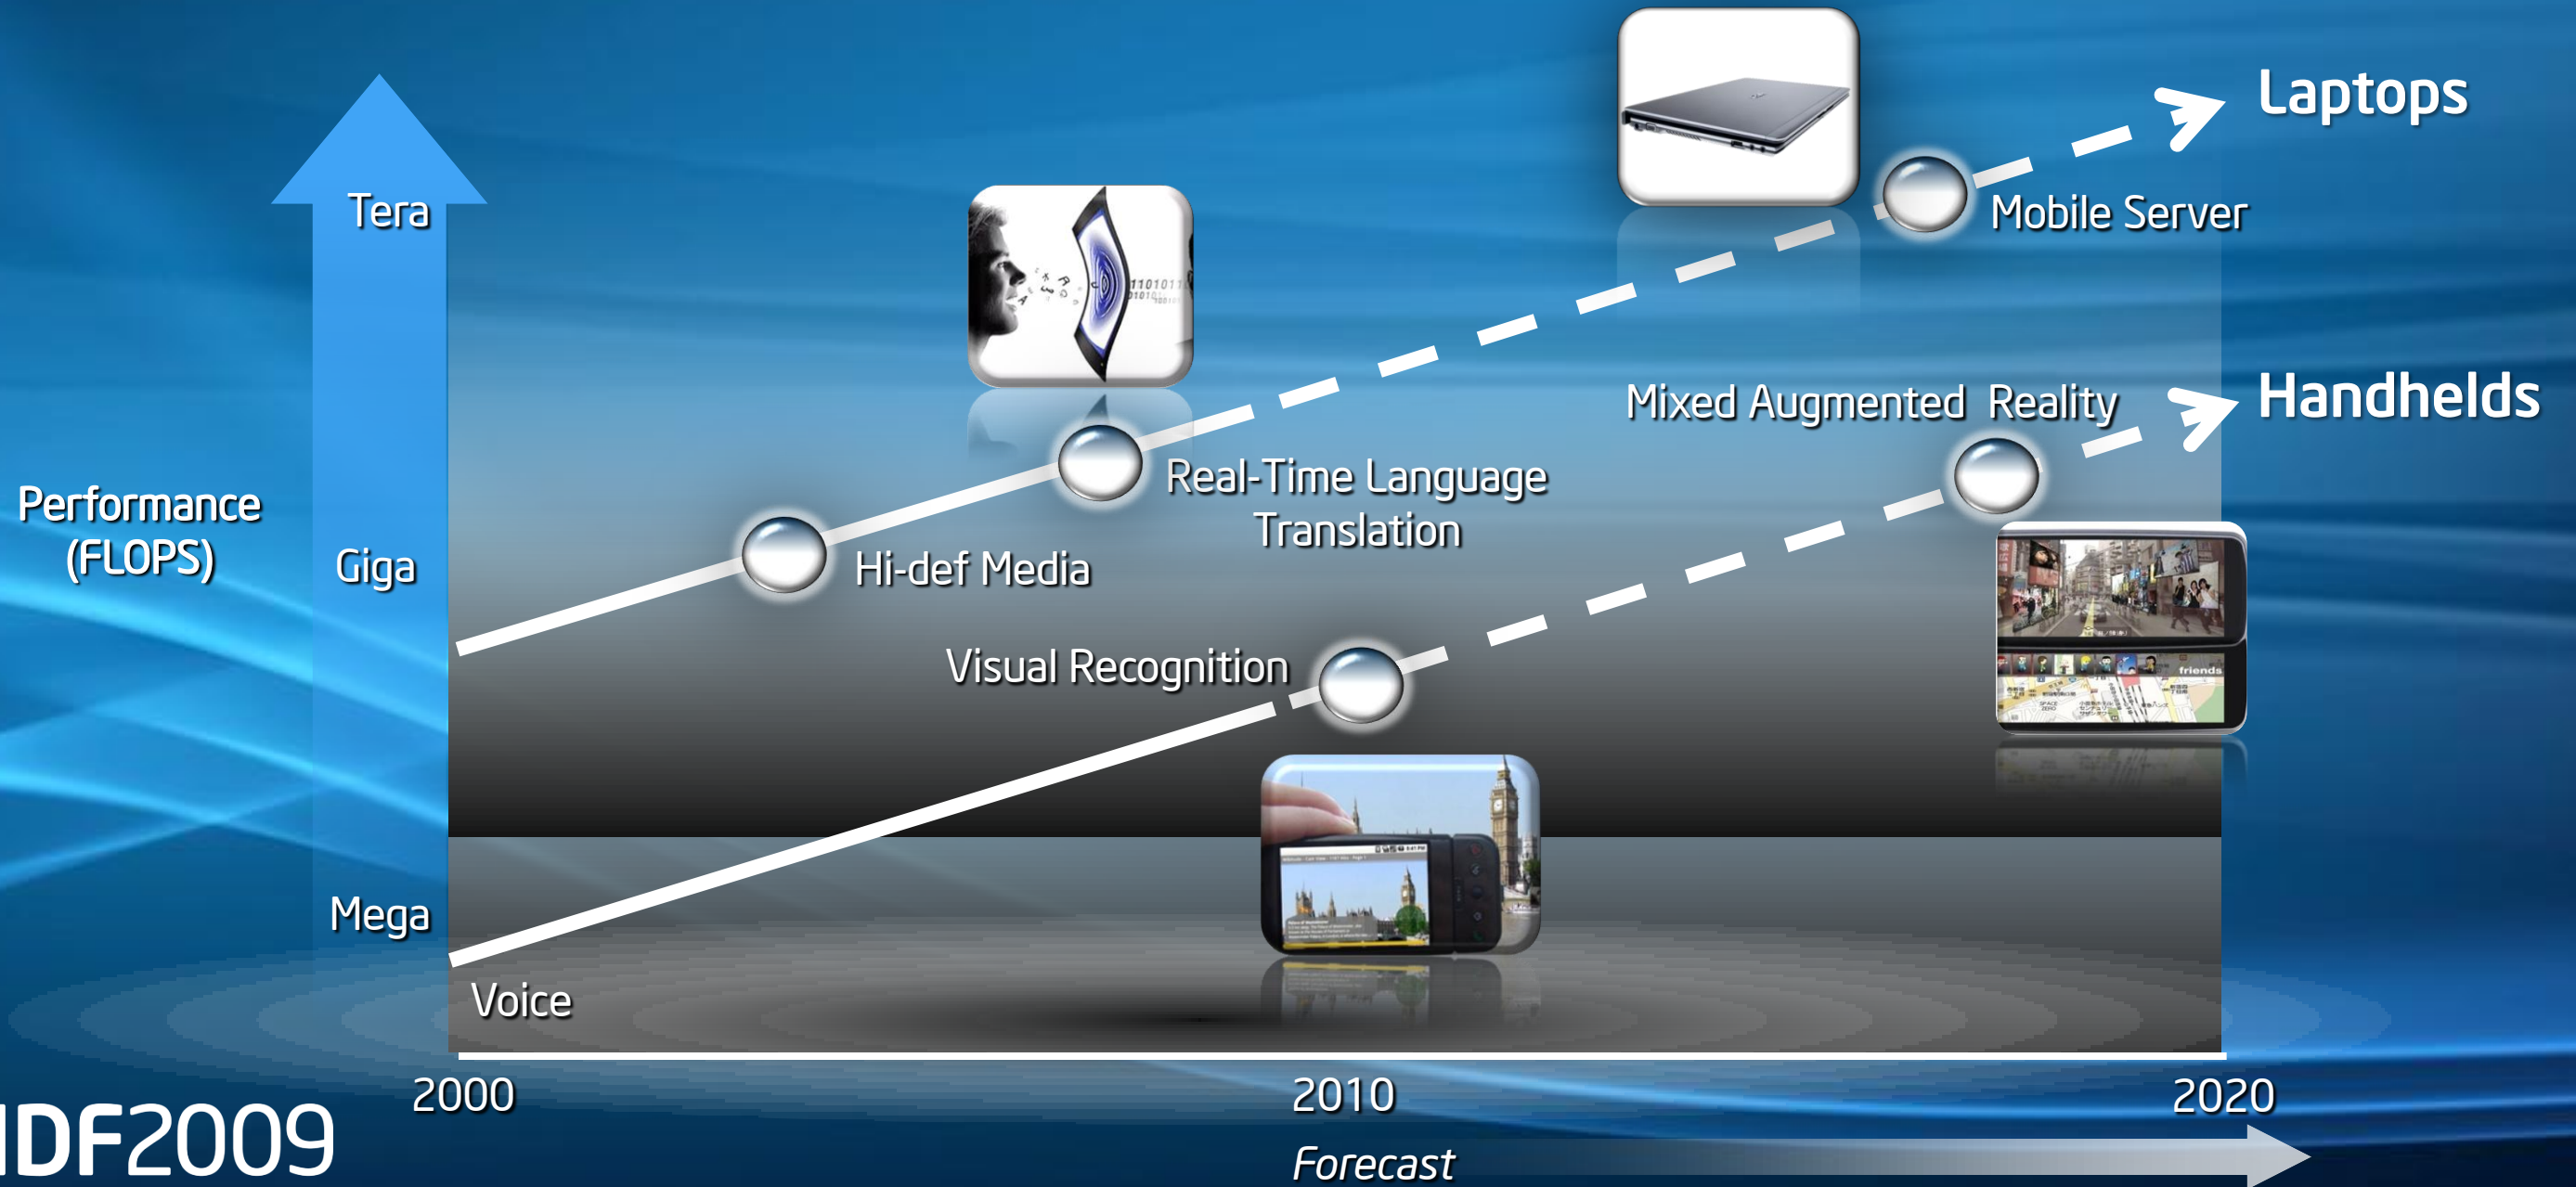 Laptops
Tera
Mobile Server
Handhelds
Mixed Augmented  Reality
Real-Time Language
Translation
Performance
(FLOPS)
Giga
Hi-def Media
Visual Recognition
friends
Mega
Voice
2000
2010
2020
IDF2009
Forecast